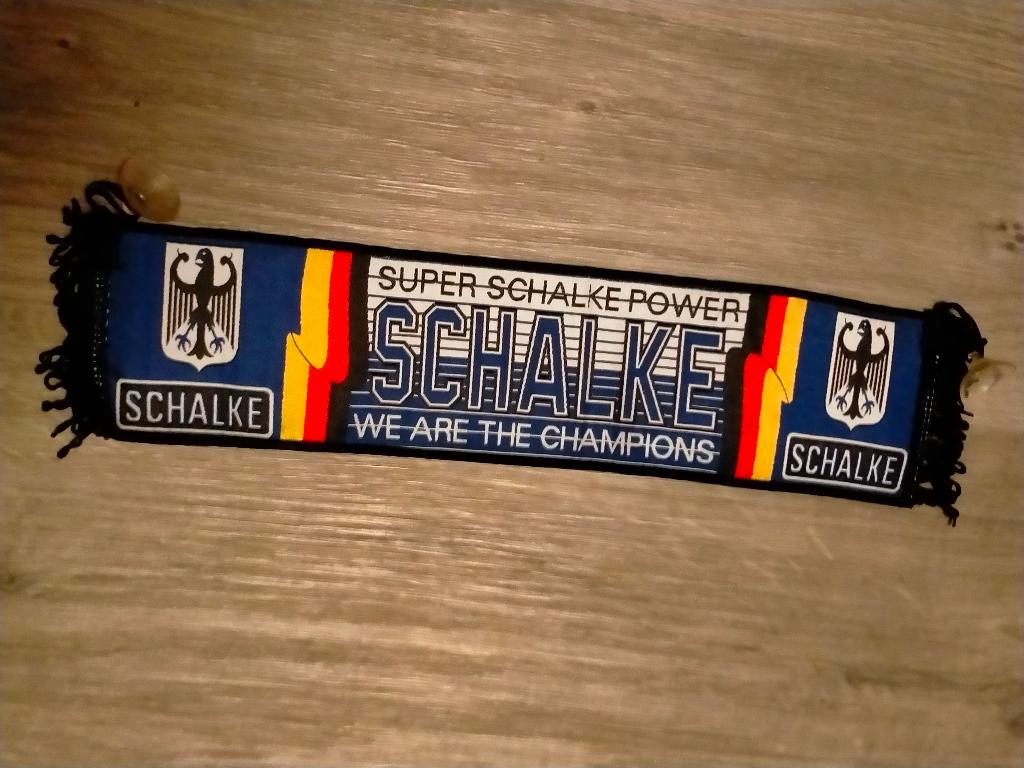 SUPER SCHALKE POWER
SCHALKE
WE ARE THE CHAMPIONS
SCHALKE
SCHALKE